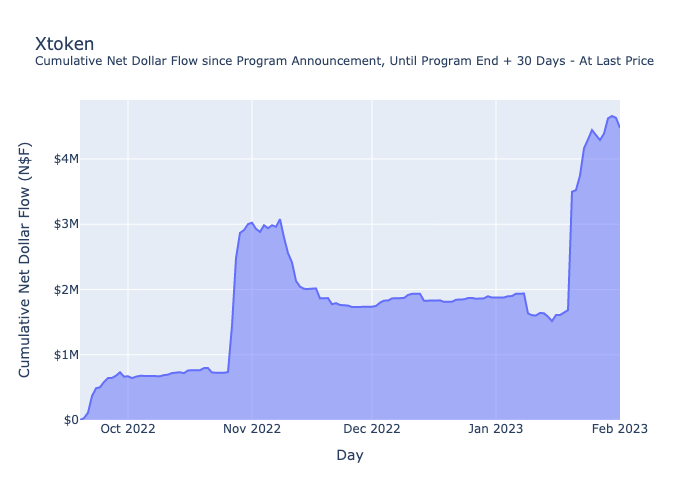 Xtoken
Cumulative Net Dollar Flow since Program Announcement, Until Program End + 30 Days - At Last Price
Cumulative Net Dollar Flow (N$F)
$4M
$3M
$2M
$1M
$0
Oct 2022
Nov 2022
Dec 2022
Jan 2023
Feb 2023
Day